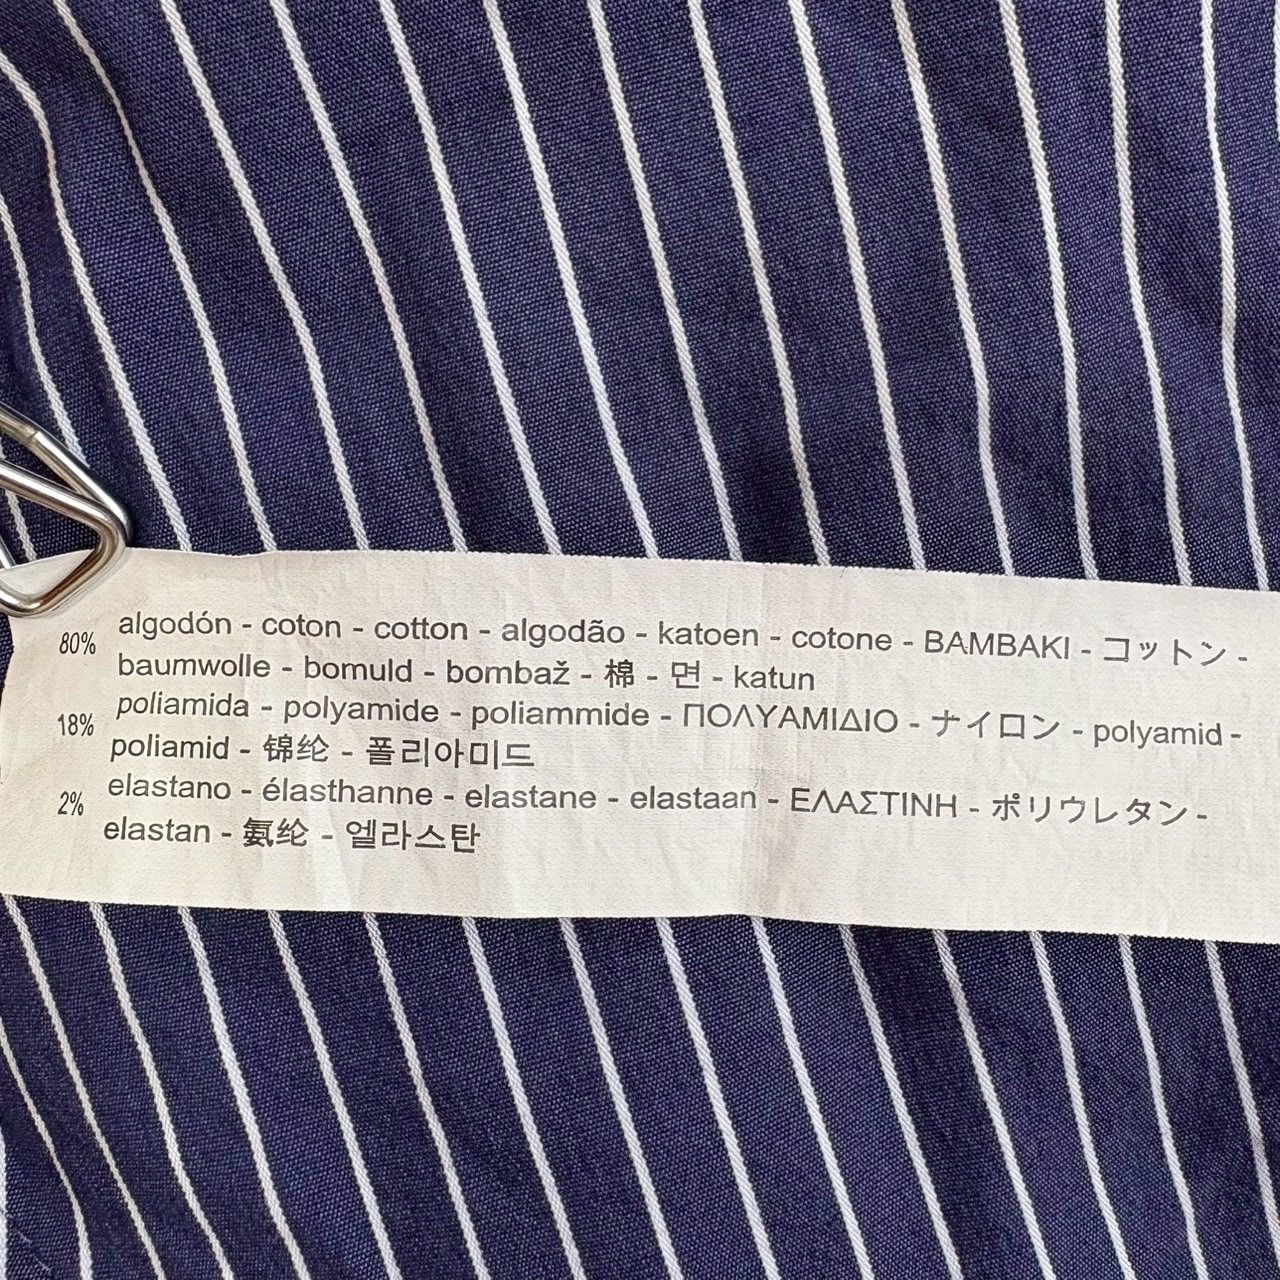 80% algodón - coton - cotton - algodão - katoen - cotone - BAMBAKI - コットン -
baumwolle - bomuld - bombaž - 棉 - 면 - katun
18% poliamida - polyamide - poliammide - ΠΟΛΥΑΜΙΔΙΟ - ナイロン - polyamid -
poliamid - 锦纶 - 폴리아미드
2% elastano - élasthanne - elastane - elastaan - ΕΛΑΣΤΙΝΗ - ポリウレタン -
elastan - 氨纶 - 엘라스탄